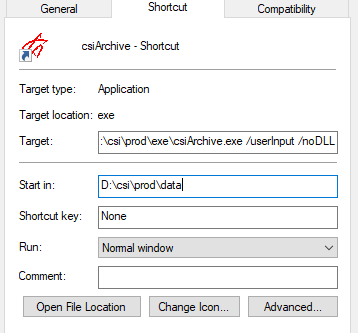 General Shortcut Compatibility
csiArchive - Shortcut
Target type: Application
Target location: exe
Target: :\csi\prod\exe\csiArchive.exe /userInput /noDLL
Start in: D:\csi\prod\data
Shortcut key: None
Run: Normal window
Comment:
Open File Location Change Icon... Advanced...